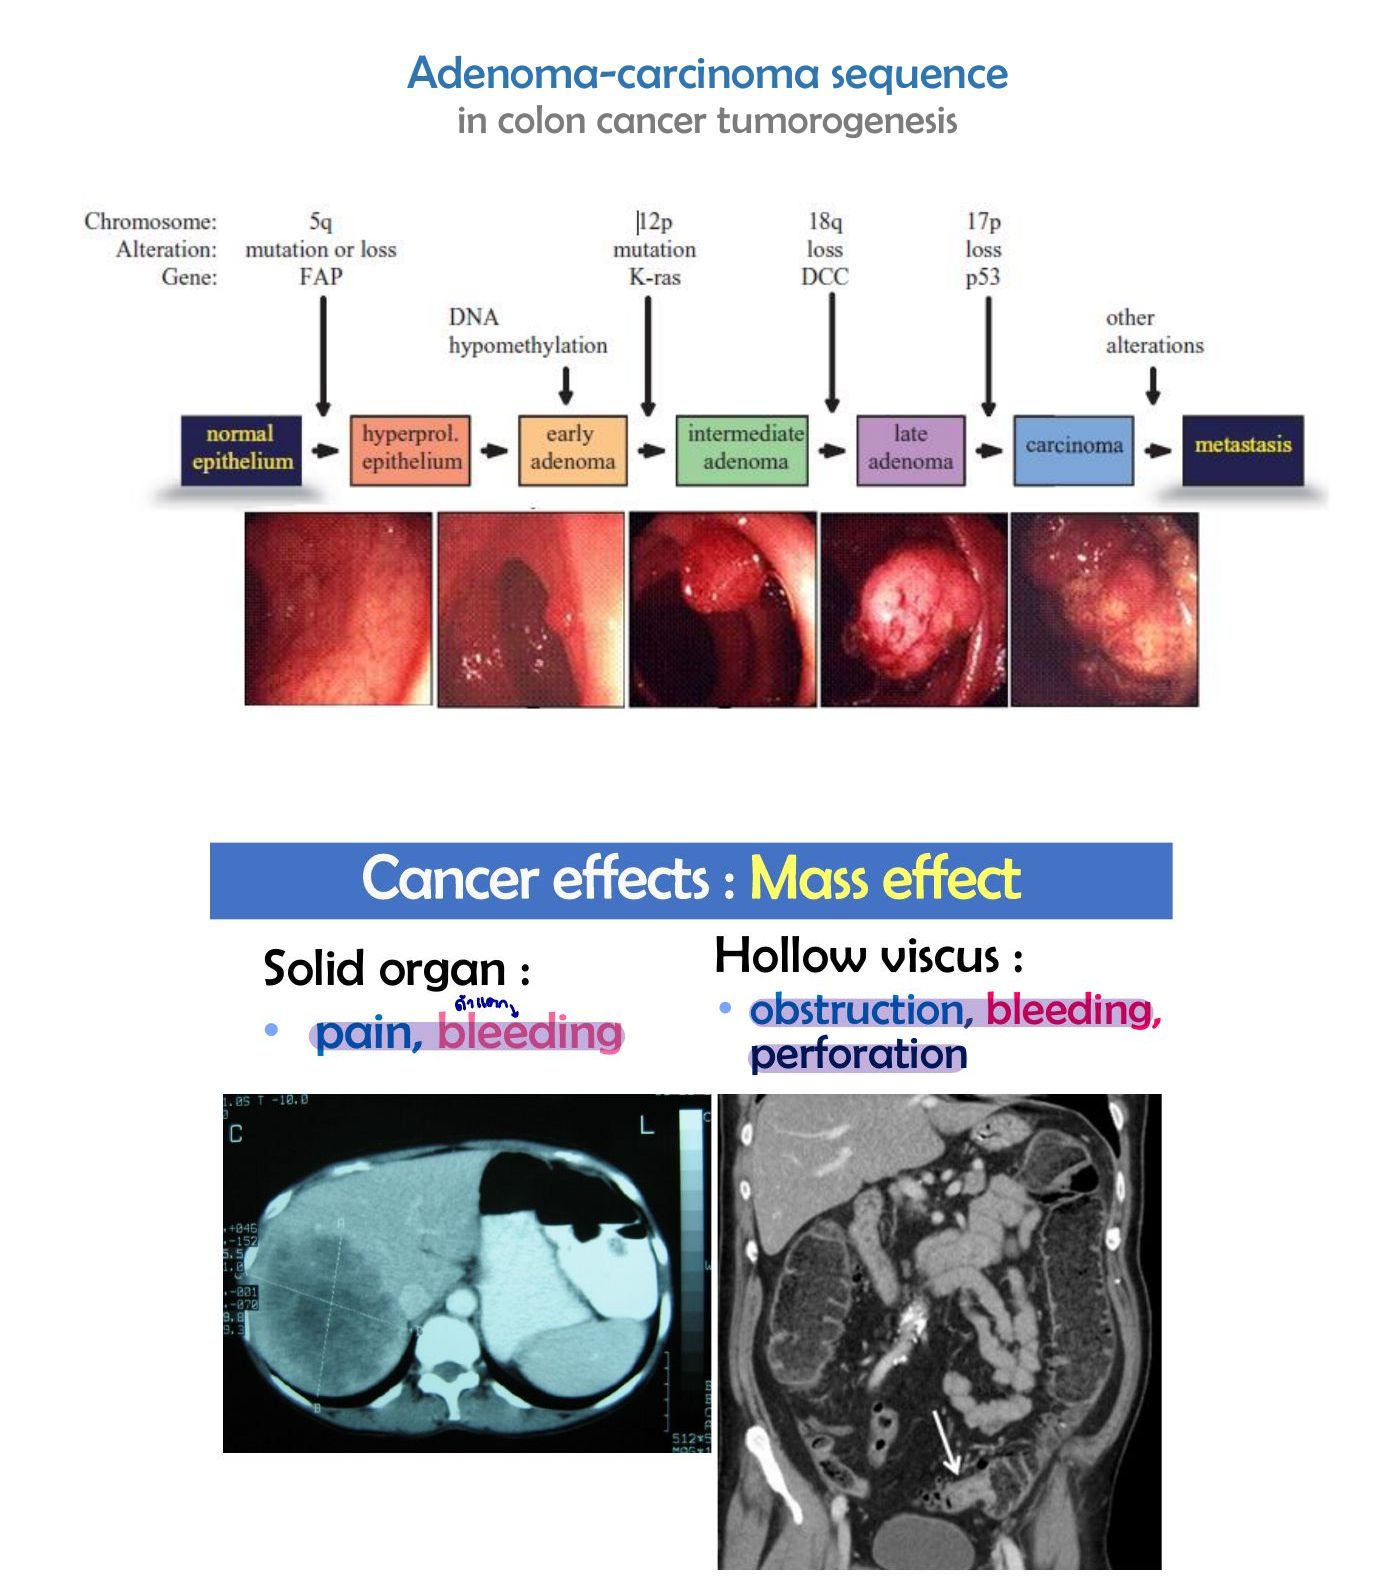 Adenoma-carcinoma sequence
in colon cancer tumorogenesis
Chromosome: 5q 12p 18q 17p
Alteration: mutation or loss mutation loss loss
Gene: FAP K-ras DCC p53
DNA
hypomethylation
other
alterations
normal
epithelium
hyperprol.
epithelium
early
adenoma
intermediate
adenoma
late
adenoma
carcinoma
metastasis
Cancer effects : Mass effect
Solid organ :
ถ้าแตก
• pain, bleeding
Hollow viscus :
• obstruction, bleeding,
perforation
C
L